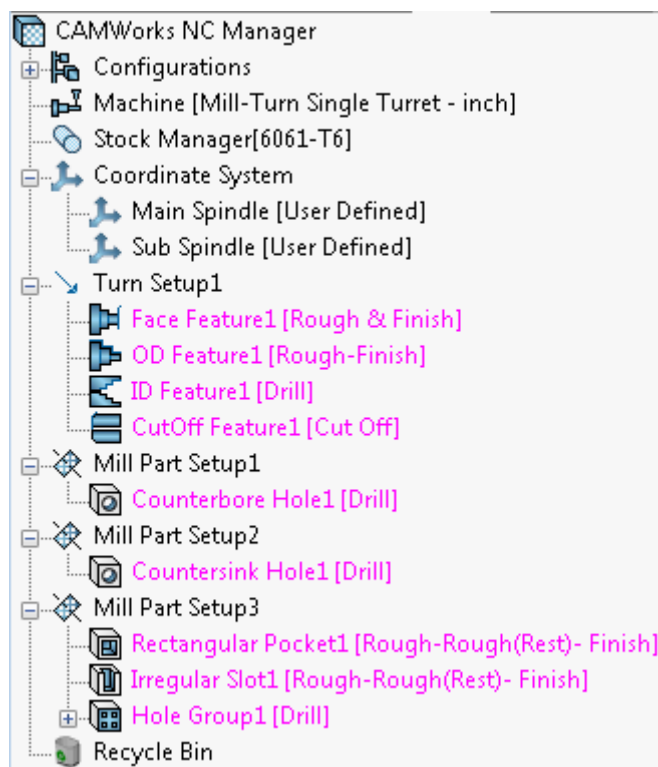 CAMWorks NC Manager
Configurations
Machine [Mill-Turn Single Turret - inch]
Stock Manager[6061-T6]
Coordinate System
Main Spindle [User Defined]
Sub Spindle [User Defined]
Turn Setup1
Face Feature1 [Rough & Finish]
OD Feature1 [Rough-Finish]
ID Feature1 [Drill]
CutOff Feature1 [Cut Off]
Mill Part Setup1
Counterbore Hole1 [Drill]
Mill Part Setup2
Countersink Hole1 [Drill]
Mill Part Setup3
Rectangular Pocket1 [Rough-Rough(Rest)- Finish]
Irregular Slot1 [Rough-Rough(Rest)- Finish]
Hole Group1 [Drill]
Recycle Bin